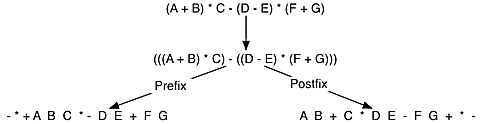 (A + B) * C - (D - E) * (F + G)
(((A + B) * C) - ((D - E) * (F + G)))
Prefix
Postfix
- * + A B C * - D E + F G
A B + C * D E - F G + * -